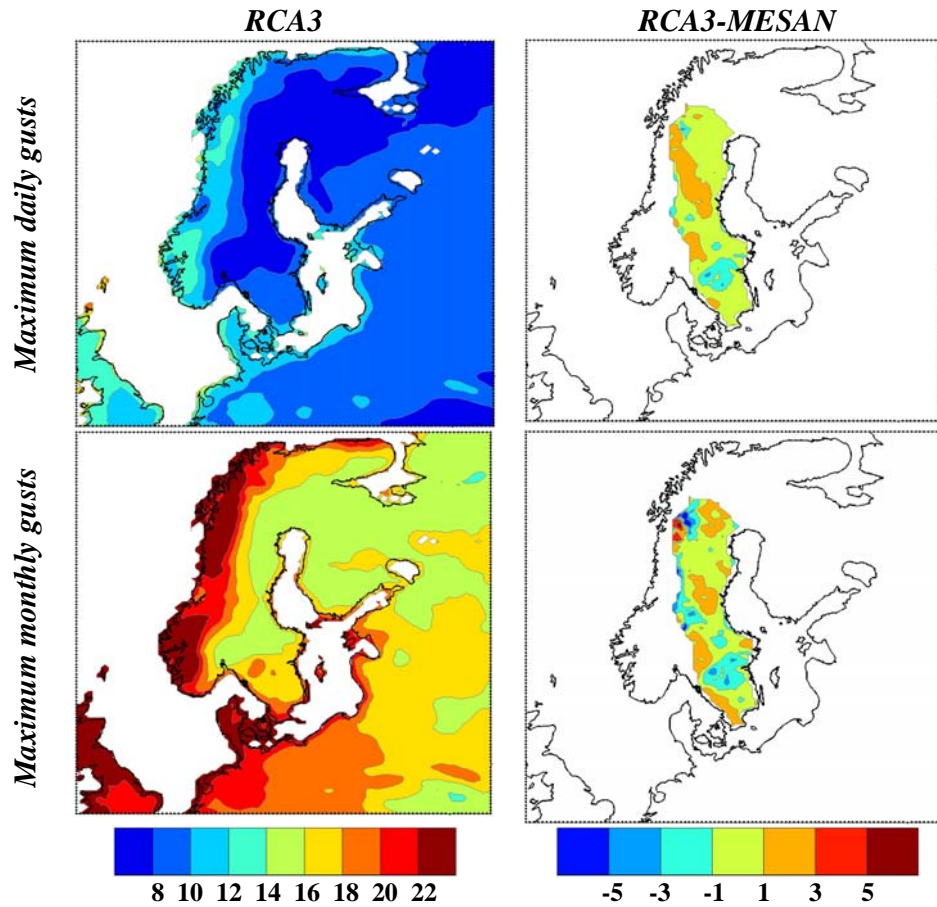 RCA3 RCA3-MESAN
Maximum daily gusts
Maximum monthly gusts
8 10 12 14 16 18 20 22
-5 -3 -1 1 3 5